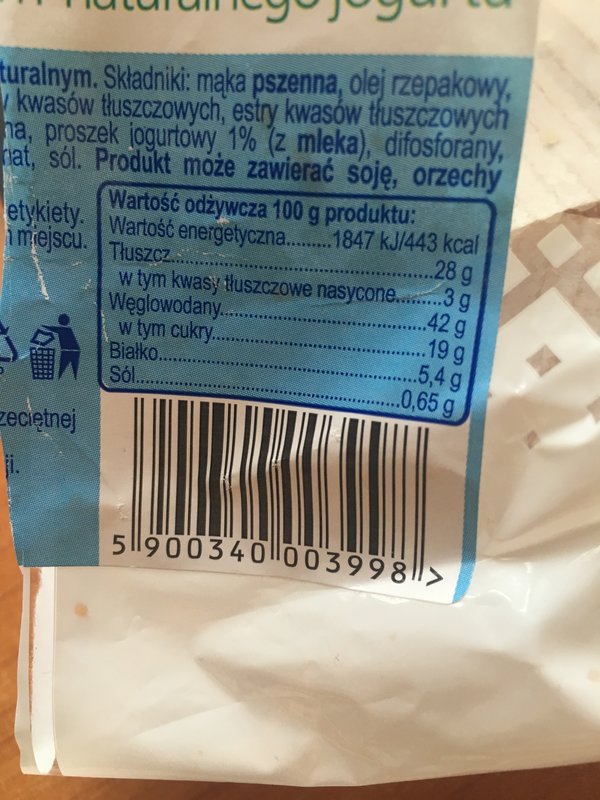 naturalnego jogurtu
turalnym. Składniki: mąka pszenna, olej rzepakowy,
kwasów tłuszczowych, estry kwasów tłuszczowych
na, proszek jogurtowy 1% (z mleka), difosforany,
sól. Produkt może zawierać soję, orzechy
etykiety.
miejscu.
zeciętnej
Wartość odżywcza 100 g produktu:
Wartość energetyczna.........1847 kJ/443 kcal
Tłuszcz..........28 g
w tym kwasy tłuszczowe nasycone.........3 g
Węglowodany..........42 g
w tym cukry..........19 g
Białko..........5,4 g
Sól..........0,65 g
5 900340 003998 >